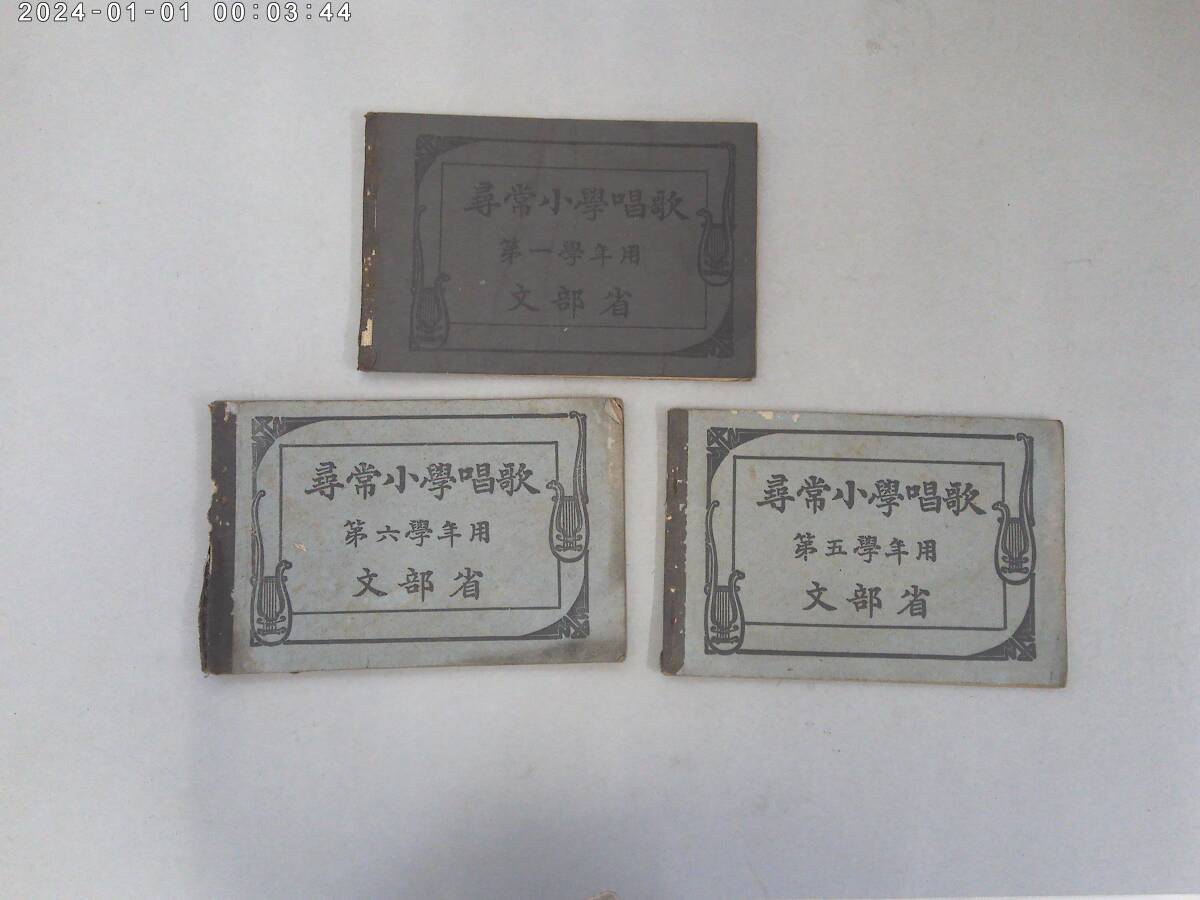 2024-01-01 00:03:44
尋常小學唱歌
第一學年用
文部省
尋常小學唱歌
第六學年用
文部省
尋常小學唱歌
第五學年用
文部省